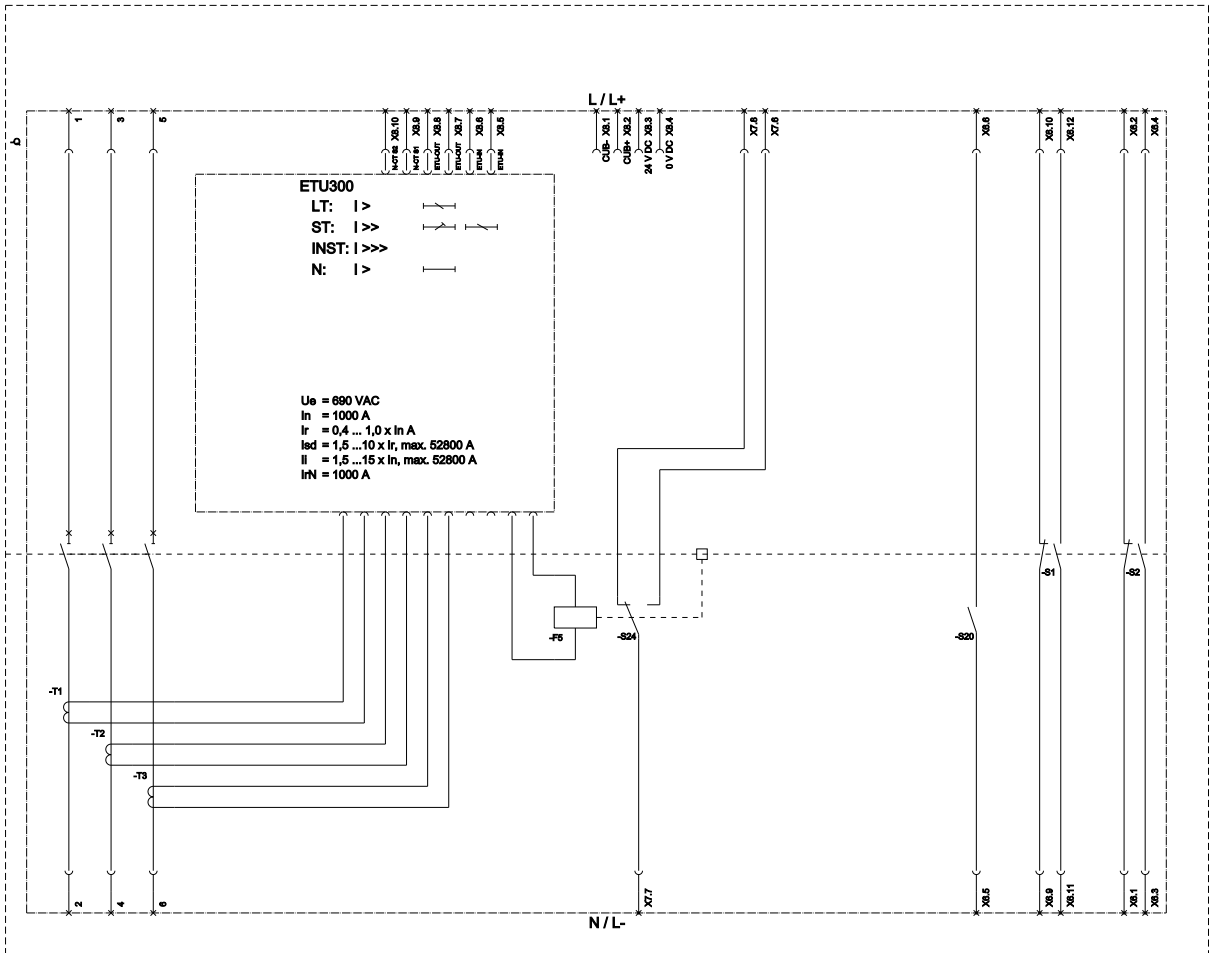 L / L+
b
1
3
5
X8.10
X8.9
X8.8
X8.7
X8.6
X8.5
N-CT S2
N-CT S1
ETU-OUT
ETU-OUT
ETU-IN
ETU-IN
CUB- X8.1
CUB+ X8.2
24 V DC X8.3
0 V DC X8.4
X7.8
X7.6
X6.6
X6.10
X6.12
X6.2
X6.4
ETU300
LT: I >
ST: I >>
INST: I >>>
N: I >
Ue = 690 VAC
In = 1000 A
Ir = 0,4 ... 1,0 x In A
Isd = 1,5 ...10 x Ir, max. 52800 A
Ii = 1,5 ...15 x In, max. 52800 A
IrN = 1000 A
-S1
-S2
-F5
-S24
-S20
-T1
-T2
-T3
2
4
6
X7.7
X6.5
X6.9
X6.11
X6.1
X6.3
N / L-